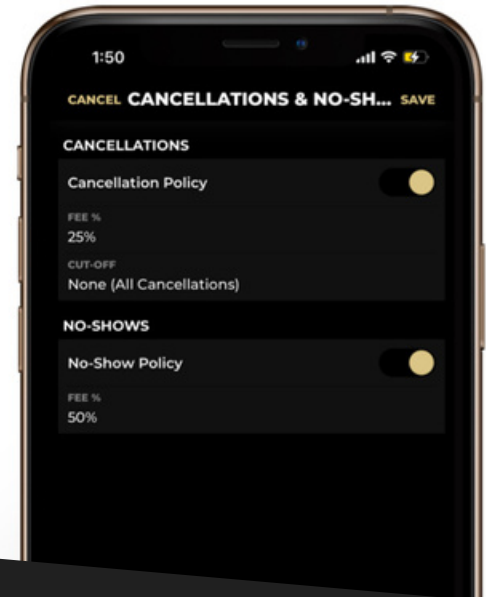 1:50
CANCEL CANCELLATIONS & NO-SH... SAVE
CANCELLATIONS
Cancellation Policy
FEE %
25%
CUT-OFF
None (All Cancellations)
NO-SHOWS
No-Show Policy
FEE %
50%